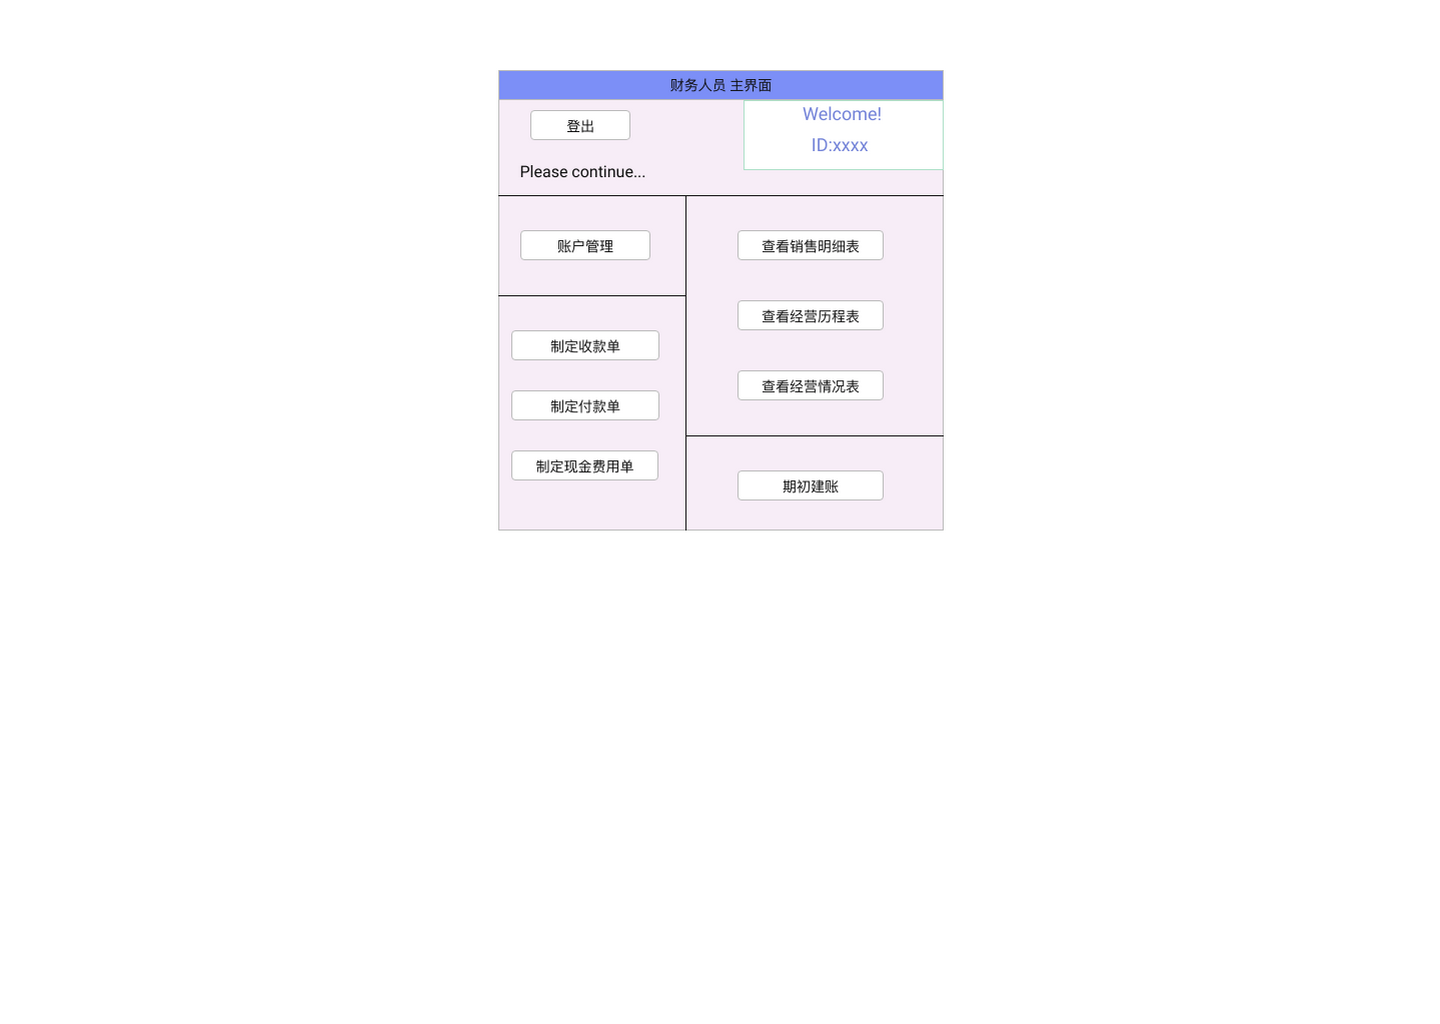 财务人员 主界面
登出
Welcome!
ID:xxxx
Please continue...
账户管理
制定收款单
制定付款单
制定现金费用单
查看销售明细表
查看经营历程表
查看经营情况表
期初建账